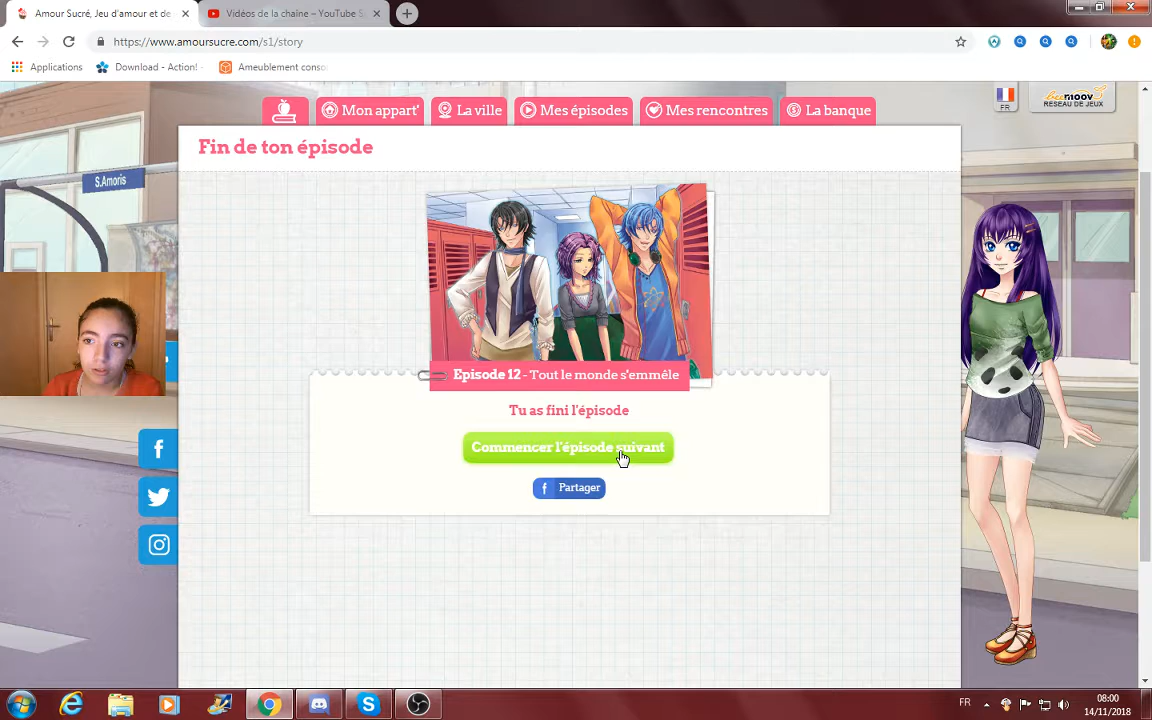 Amour Sucré, Jeu d'amour et de
Vidéos de la chaîne – YouTube S
https://www.amoursucre.com/s1/story
Applications
Download - Action!
Ameublement cons
Mon appart'
La ville
Mes épisodes
Mes rencontres
La banque
FR
beemoov
RESEAU DE JEUX
Fin de ton épisode
S.Amoris
Episode 12 - Tout le monde s'emmêle
Tu as fini l'épisode
Commencer l'épisode suivant
Partager
FR
08:00
14/11/2018